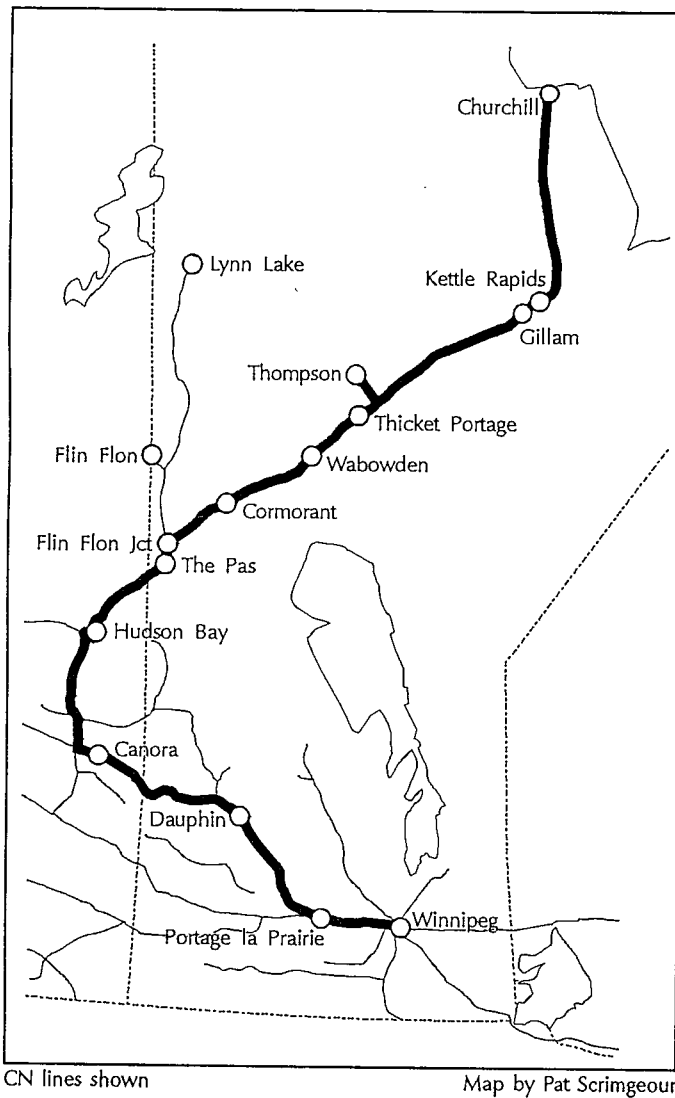 Churchill
Lynn Lake
Kettle Rapids
Gillam
Thompson
Thicket Portage
Flin Flon
Wabowden
Cormorant
Flin Flon Jct
The Pas
Hudson Bay
Canora
Dauphin
Winnipeg
Portage la Prairie
CN lines shown
Map by Pat Scrimgeour